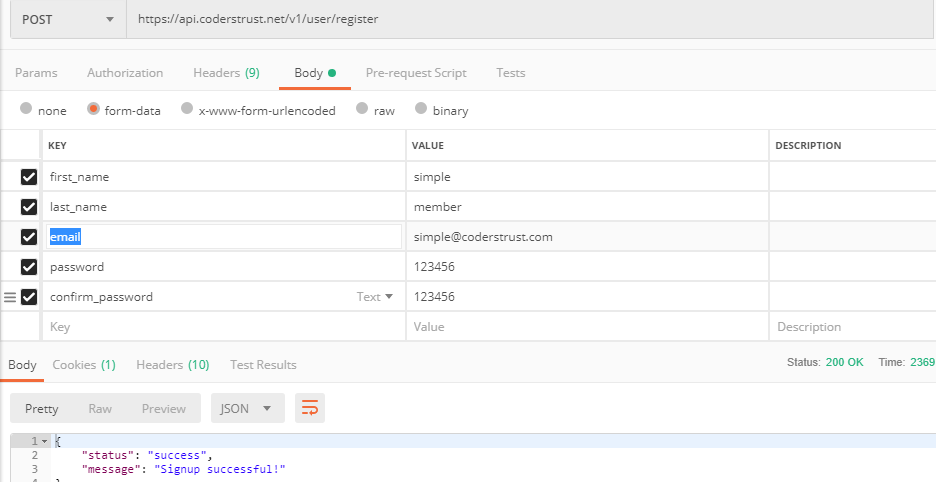 POST https://api.coderstrust.net/v1/user/register
Params Authorization Headers (9) Body Pre-request Script Tests
none form-data x-www-form-urlencoded raw binary
KEY VALUE DESCRIPTION
first_name simple
last_name member
email simple@coderstrust.com
password 123456
confirm_password Text 123456
Key Value Description
Body Cookies (1) Headers (10) Test Results Status: 200 OK Time: 2369
Pretty Raw Preview JSON
1 {
2 "status": "success",
3 "message": "Signup successful!"